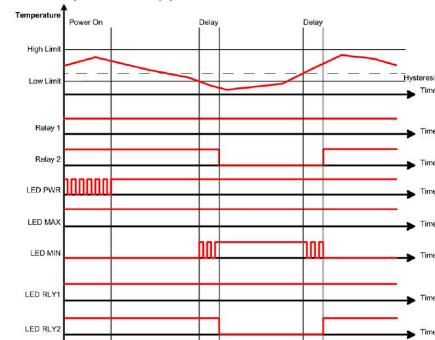 Temperature
Power On
Delay
Delay
High Limit
Low Limit
Hysteresi
Time
Relay 1
Time
Relay 2
Time
LED PWR
Time
LED MAX
Time
LED MIN
Time
LED RLY1
Time
LED RLY2
Time